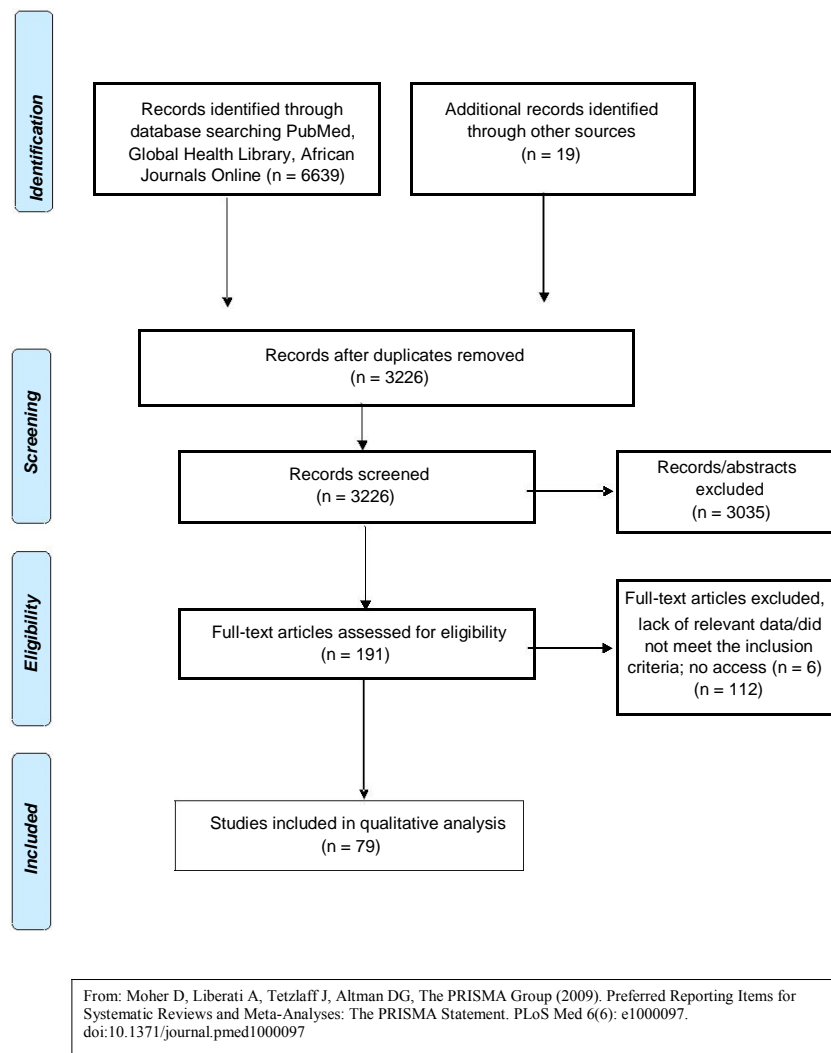 Identification
Records identified through
database searching PubMed,
Global Health Library, African
Journals Online (n = 6639)
Additional records identified
through other sources
(n = 19)
Screening
Records after duplicates removed
(n = 3226)
Records screened
(n = 3226)
Records/abstracts
excluded
(n = 3035)
Eligibility
Full-text articles assessed for eligibility
(n = 191)
Full-text articles excluded,
lack of relevant data/did
not meet the inclusion
criteria; no access (n = 6)
(n = 112)
Included
Studies included in qualitative analysis
(n = 79)
From: Moher D, Liberati A, Tetzlaff J, Altman DG, The PRISMA Group (2009). Preferred Reporting Items for
Systematic Reviews and Meta-Analyses: The PRISMA Statement. PLoS Med 6(6): e1000097.
doi:10.1371/journal.pmed1000097